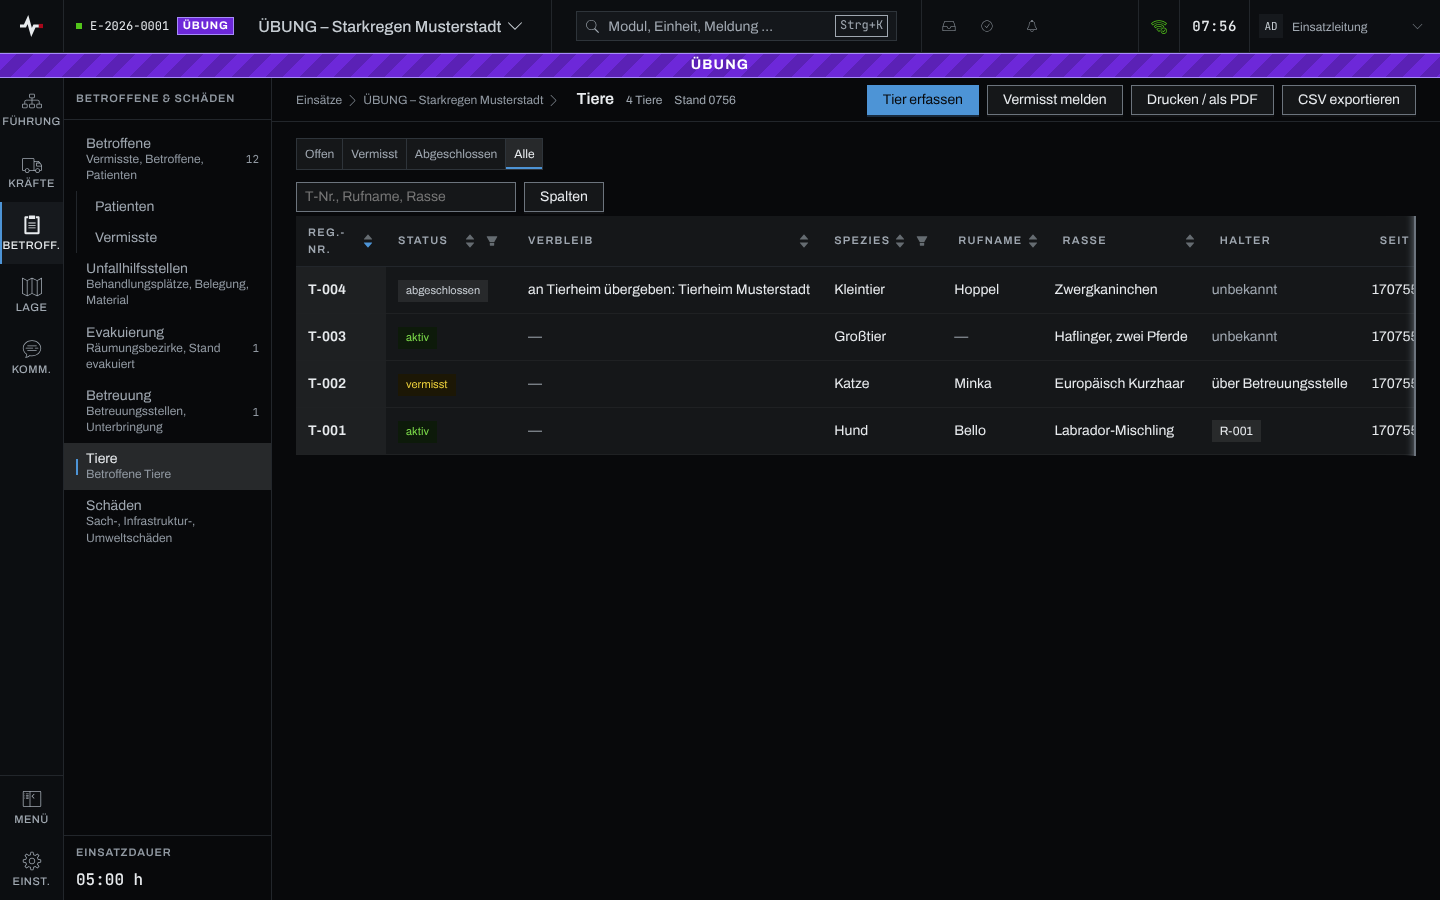 E-2026-0001 ÜBUNG ÜBUNG – Starkregen Musterstadt Modul, Einheit, Meldung ... Strg+K 07:56 AD Einsatzleitung
ÜBUNG
FÜHRUNG
KRÄFTE
BETROFF.
LAGE
KOMM.
MENÜ
EINST.
BETROFFENE & SCHÄDEN
Betroffene
Vermisste, Betroffene, 12
Patienten
Patienten
Vermisste
Unfallhilfsstellen
Behandlungsplätze, Belegung,
Material
Evakuierung
Räumungsbezirke, Stand 1
evakuiert
Betreuung
Betreuungsstellen, 1
Unterbringung
Tiere
Betroffene Tiere
Schäden
Sach-, Infrastruktur-,
Umweltschäden
EINSATZDAUER
05:00 h
Einsätze ÜBUNG – Starkregen Musterstadt Tiere 4 Tiere Stand 0756 Tier erfassen Vermisst melden Drucken / als PDF CSV exportieren
Offen Vermisst Abgeschlossen Alle
T-Nr., Rufname, Rasse Spalten
REG.-
NR. STATUS VERBLEIB SPEZIES RUFNAME RASSE HALTER SEIT
T-004 abgeschlossen an Tierheim übergeben: Tierheim Musterstadt Kleintier Hoppel Zwergkaninchen unbekannt 170755
T-003 aktiv — Großtier — Haflinger, zwei Pferde unbekannt 170755
T-002 vermisst — Katze Minka Europäisch Kurzhaar über Betreuungsstelle 170755
T-001 aktiv — Hund Bello Labrador-Mischling R-001 170755